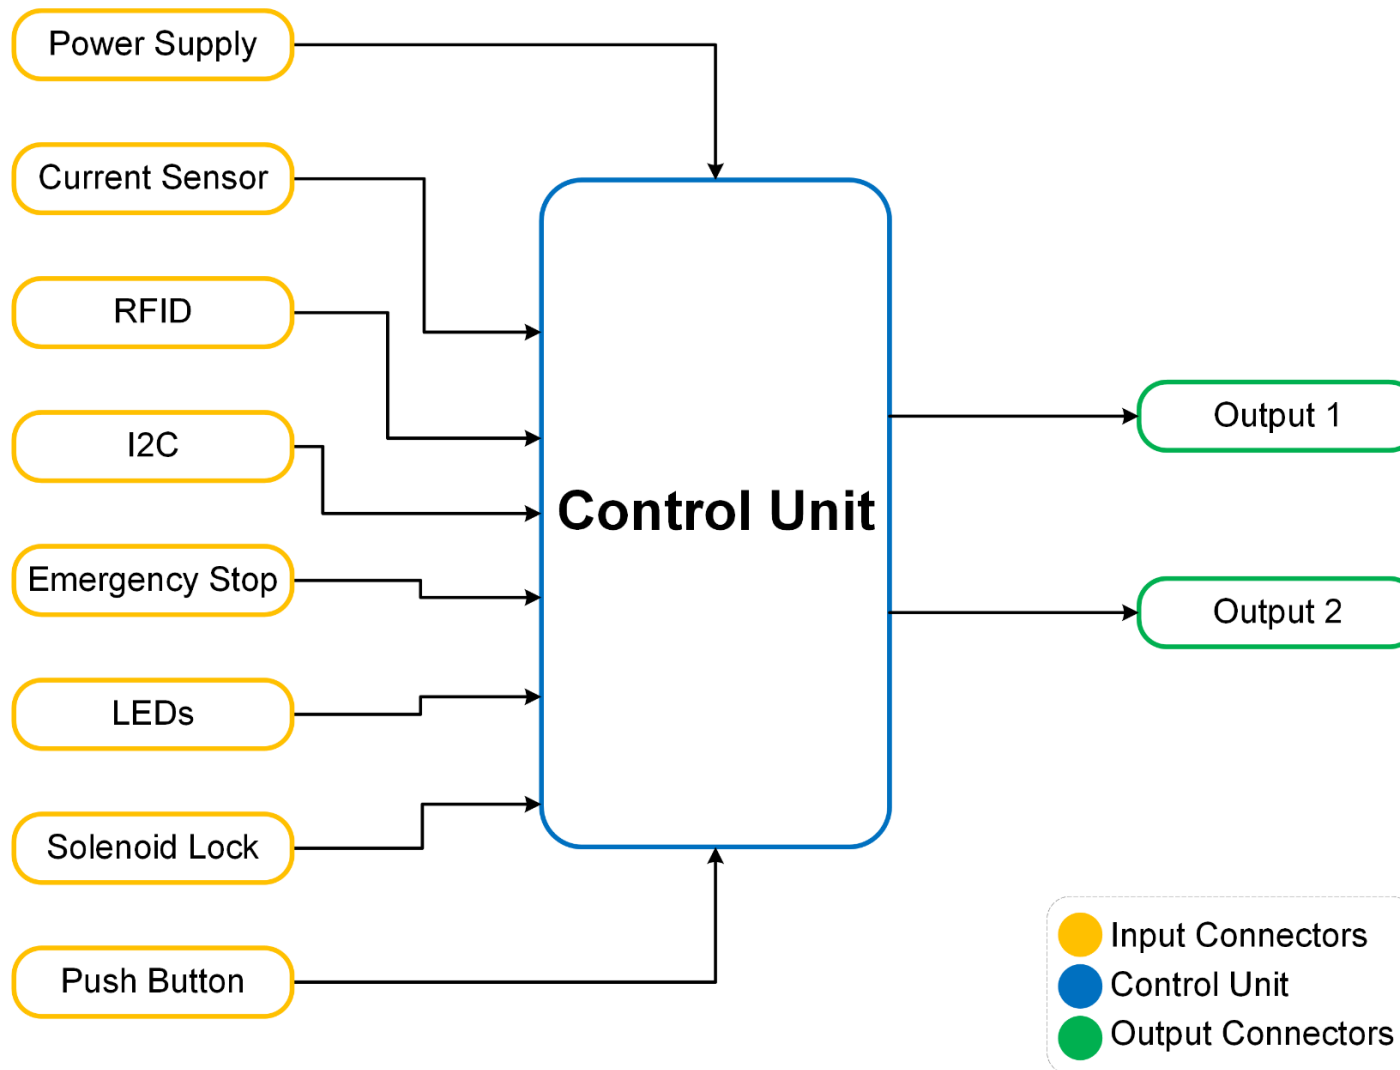 Power Supply
Current Sensor
RFID
I2C
Emergency Stop
LEDs
Solenoid Lock
Push Button
Control Unit
Output 1
Output 2
Input Connectors
Control Unit
Output Connectors